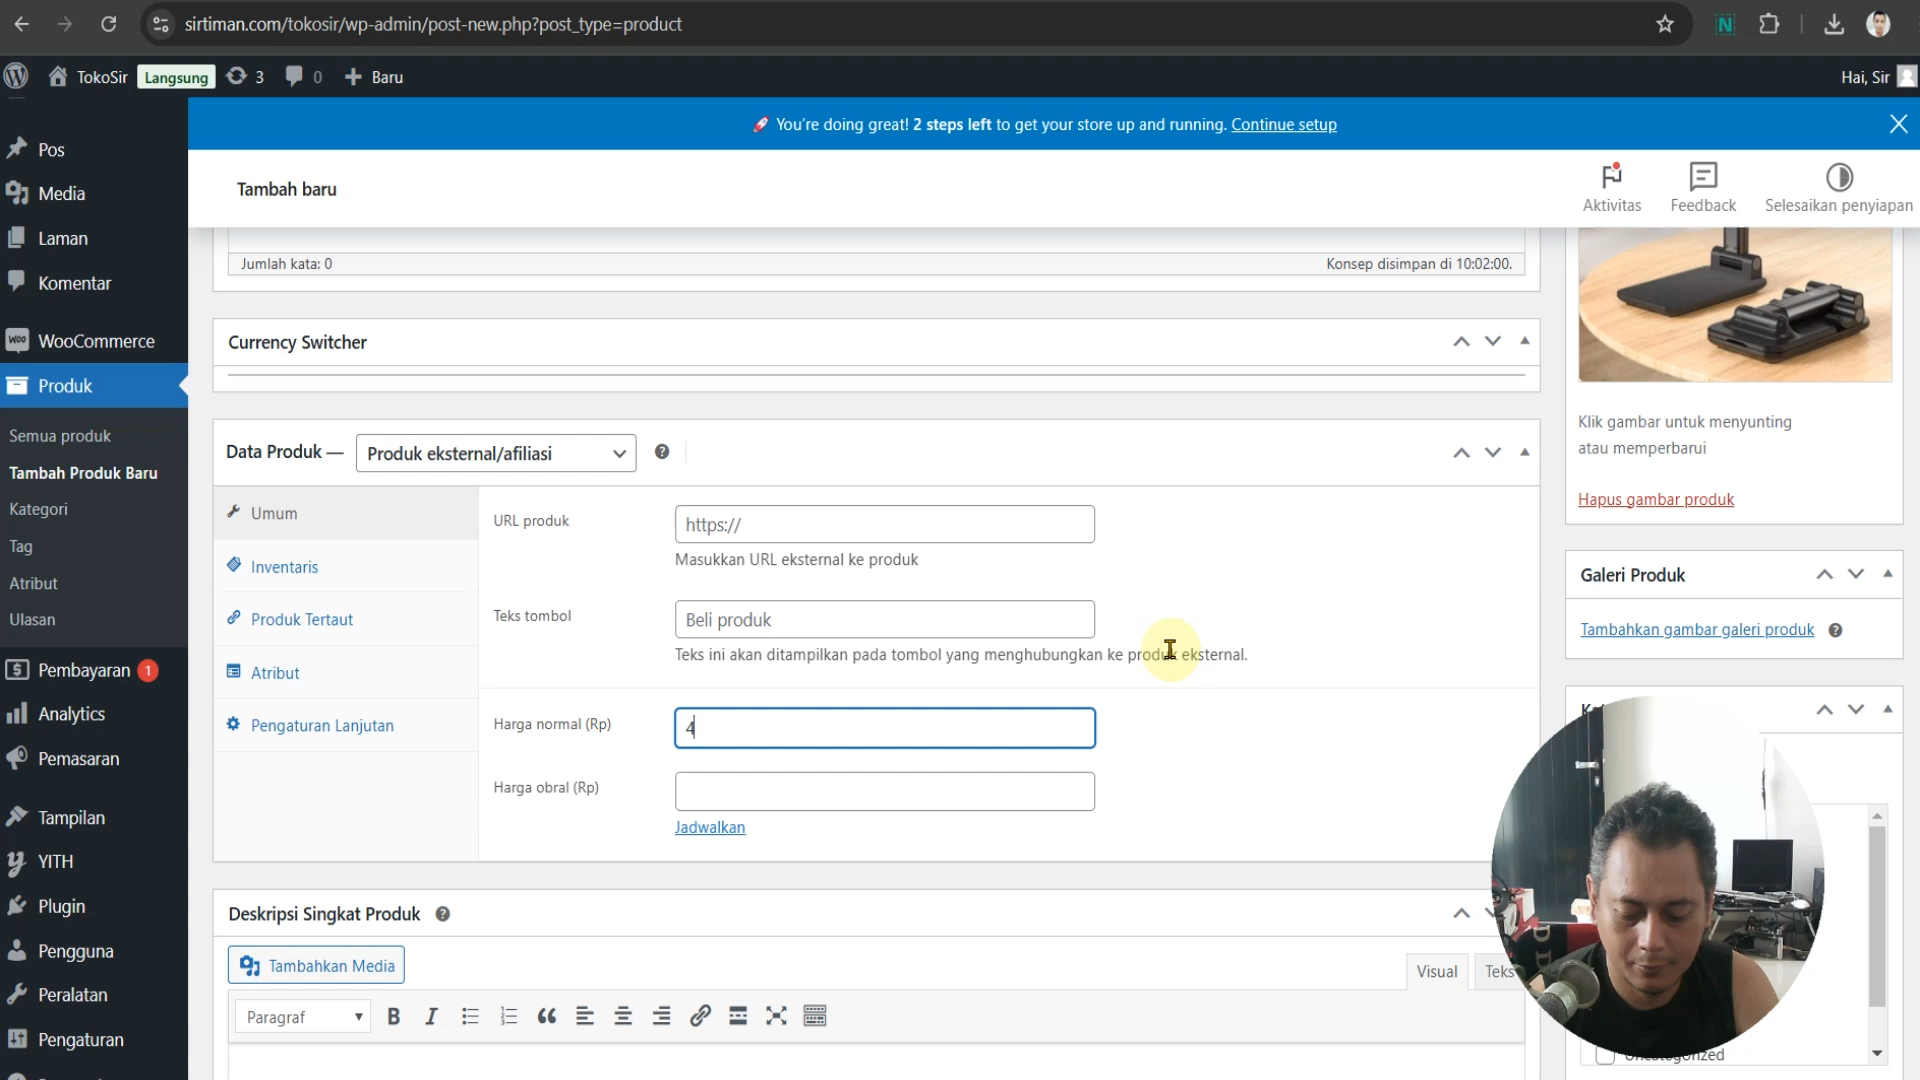 sirtiman.com/tokosir/wp-admin/post-new.php?post_type=product
TokoSir Langsung 3 0 Baru
Hai, Sir
🚀 You're doing great! 2 steps left to get your store up and running. Continue setup
Tambah baru
Aktivitas
Feedback
Selesaikan penyiapan
Pos
Media
Laman
Komentar
WooCommerce
Produk
Semua produk
Tambah Produk Baru
Kategori
Tag
Atribut
Ulasan
Pembayaran 1
Analytics
Pemasaran
Tampilan
YITH
Plugin
Pengguna
Peralatan
Pengaturan
Jumlah kata: 0
Konsep disimpan di 10:02:00.
Currency Switcher
Data Produk — Produk eksternal/afiliasi
Umum
Inventaris
Produk Tertaut
Atribut
Pengaturan Lanjutan
URL produk
https://
Masukkan URL eksternal ke produk
Teks tombol
Beli produk
Teks ini akan ditampilkan pada tombol yang menghubungkan ke produk eksternal.
Harga normal (Rp)
4
Harga obral (Rp)
Jadwalkan
Deskripsi Singkat Produk
Tambahkan Media
Visual
Teks
Paragraf
Klik gambar untuk menyunting
atau memperbarui
Hapus gambar produk
Galeri Produk
Tambahkan gambar galeri produk
Uncategorized